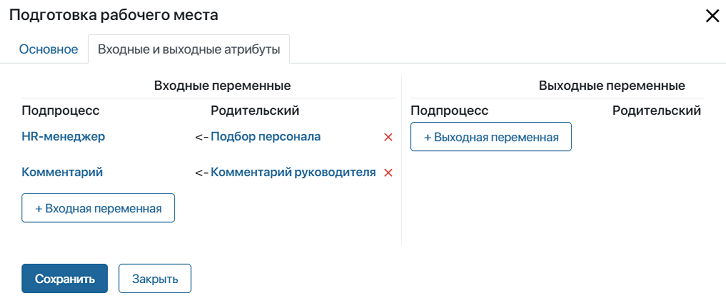 Подготовка рабочего места
Основное
Входные и выходные атрибуты
Входные переменные
Подпроцесс Родительский
HR-менеджер <- Подбор персонала
Комментарий <- Комментарий руководителя
+ Входная переменная
Выходные переменные
Подпроцесс Родительский
+ Выходная переменная
Сохранить
Закрыть